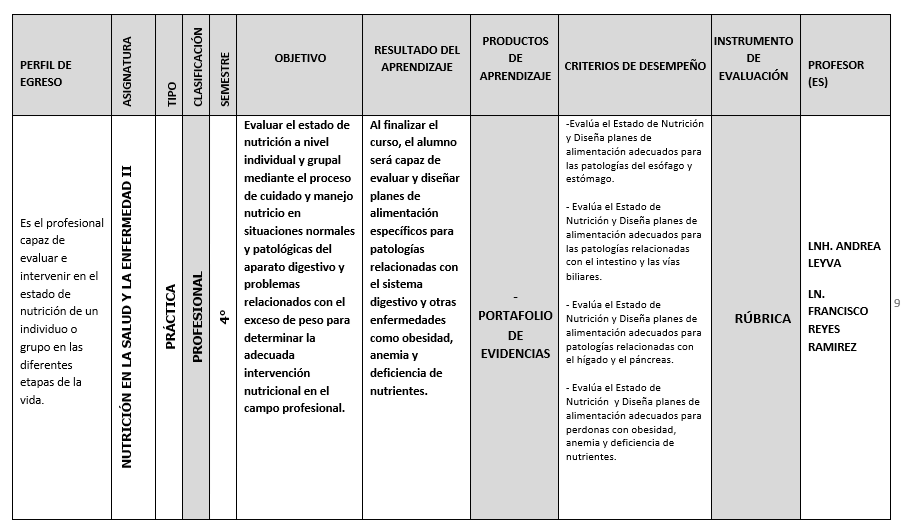 PERFIL DE
EGRESO
ASIGNATURA
TIPO
CLASIFICACIÓN
SEMESTRE
OBJETIVO
RESULTADO DEL
APRENDIZAJE
PRODUCTOS
DE
APRENDIZAJE
CRITERIOS DE DESEMPEÑO
INSTRUMENTO
DE
EVALUACIÓN
PROFESOR
(ES)
Es el profesional
capaz de
evaluar e
intervenir en el
estado de
nutrición de un
individuo o
grupo en las
diferentes
etapas de la
vida.
NUTRICIÓN EN LA SALUD Y LA ENFERMEDAD II
PRÁCTICA
PROFESIONAL
4°
Evaluar el estado de
nutrición a nivel
individual y grupal
mediante el proceso
de cuidado y manejo
nutricio en
situaciones normales
y patológicas del
aparato digestivo y
problemas
relacionados con el
exceso de peso para
determinar la
adecuada
intervención
nutricional en el
campo profesional.
Al finalizar el
curso, el alumno
será capaz de
evaluar y diseñar
planes de
alimentación
específicos para
patologías
relacionadas con
el sistema
digestivo y otras
enfermedades
como obesidad,
anemia y
deficiencia de
nutrientes.
-
PORTAFOLIO
DE
EVIDENCIAS
-Evalúa el Estado de Nutrición
y Diseña planes de
alimentación adecuados para
las patologías del esófago y
estómago.
- Evalúa el Estado de
Nutrición y Diseña planes de
alimentación adecuados para
las patologías relacionadas
con el intestino y las vías
biliares.
- Evalúa el Estado de
Nutrición y Diseña planes de
alimentación adecuados para
patologías relacionadas con
el hígado y el páncreas.
- Evalúa el Estado de
Nutrición y Diseña planes de
alimentación adecuados para
perdonas con obesidad,
anemia y deficiencia de
nutrientes.
RÚBRICA
LNH. ANDREA
LEYVA
LN.
FRANCISCO
REYES
RAMIREZ
9